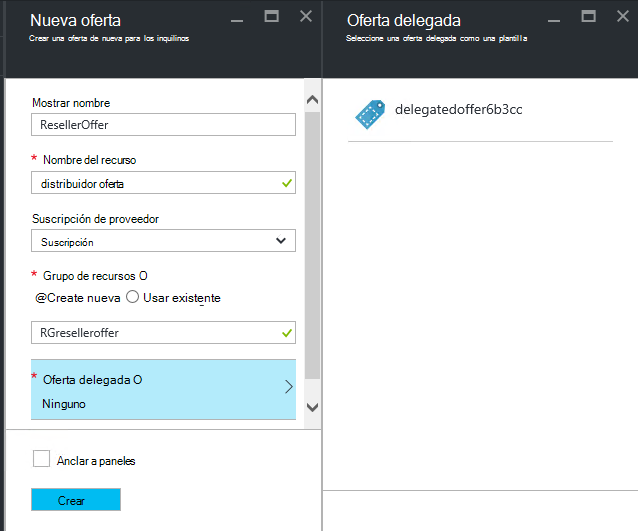 Nueva oferta
Crear una oferta de nueva para los inquilinos
Mostrar nombre
ResellerOffer
* Nombre del recurso
distribuidor oferta
Suscripción de proveedor
Suscripción
* Grupo de recursos O
@Create nueva Usar existente
RGreselleroffer
* Oferta delegada O
Ninguno
Anclar a paneles
Crear
Oferta delegada
Seleccione una oferta delegada como una plantilla
delegatedoffer6b3cc